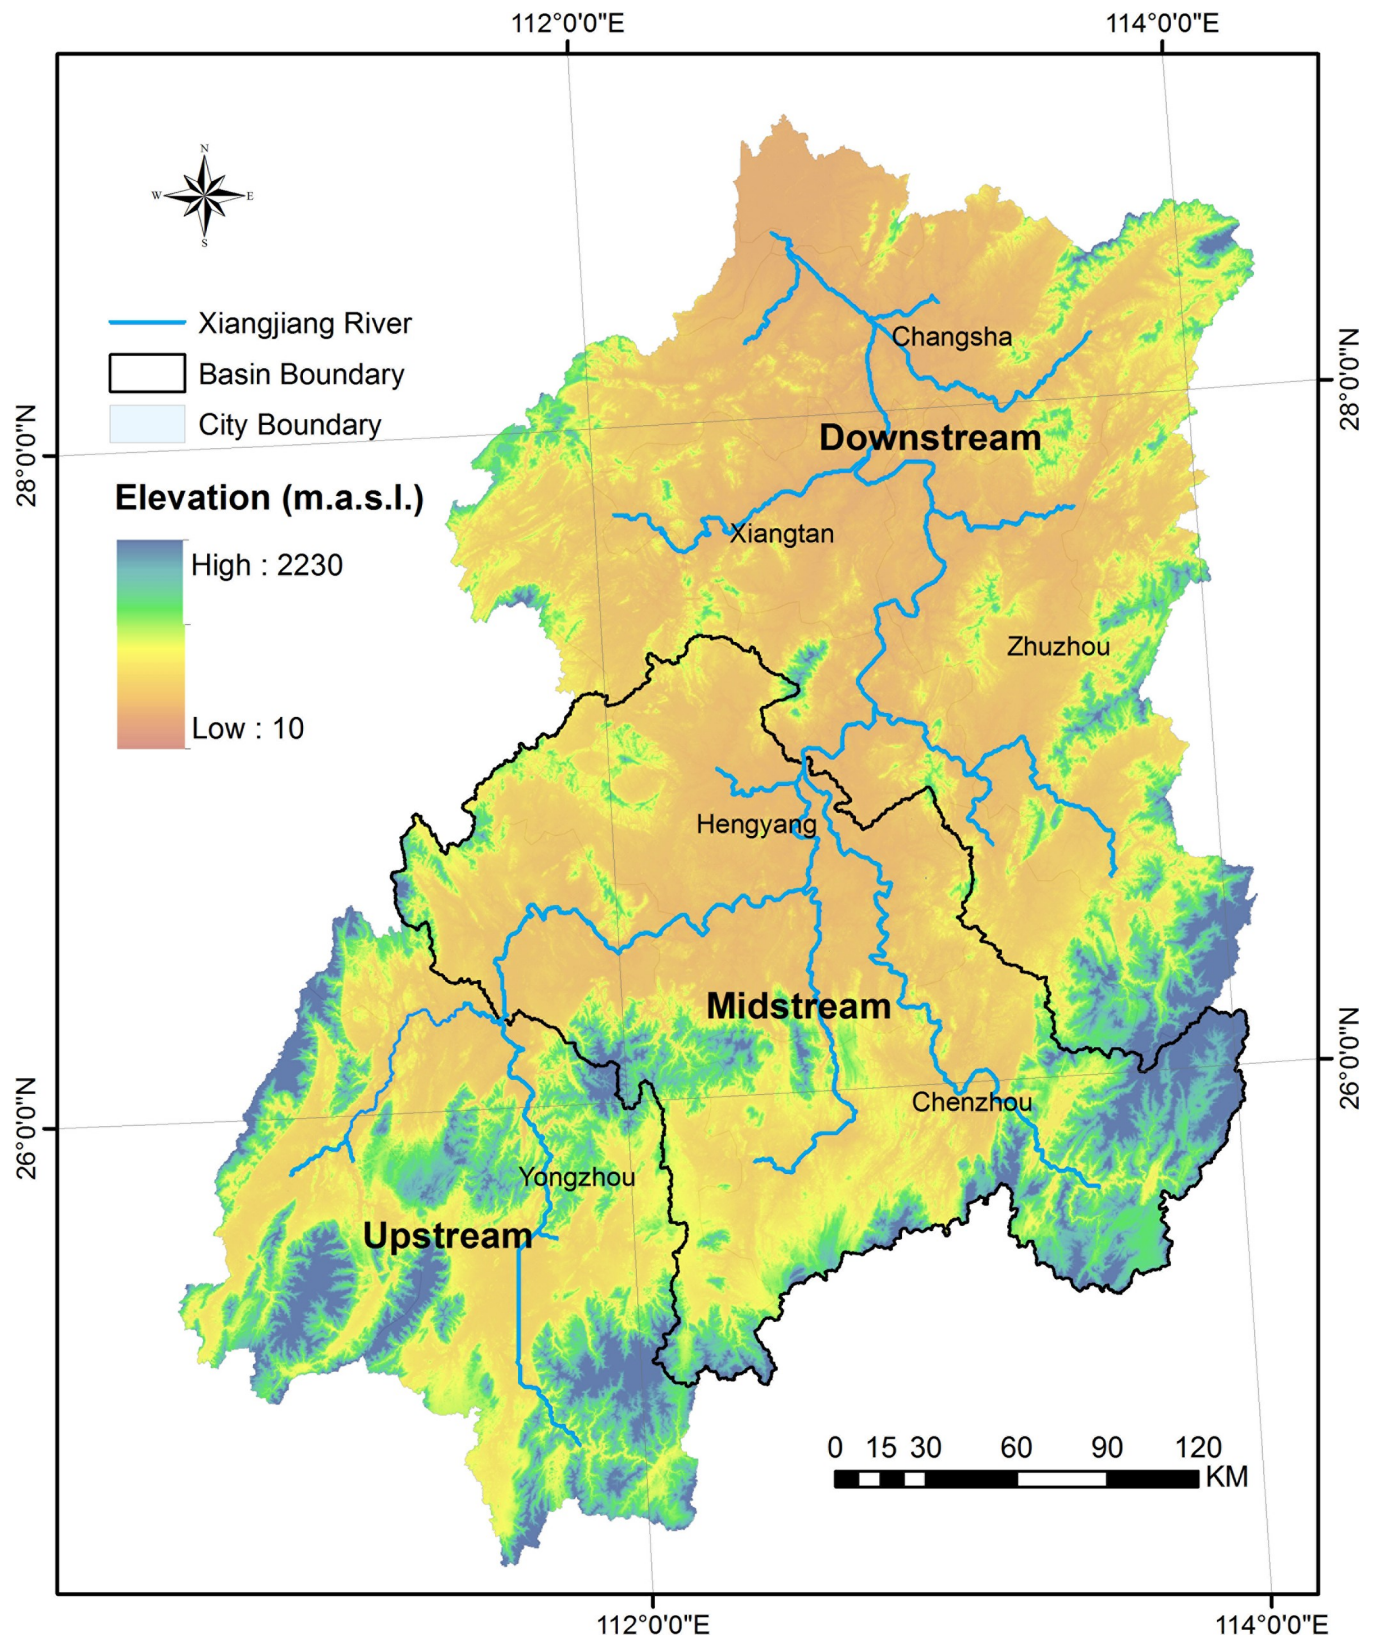 112°0'0"E
114°0'0"E
N
W
E
S
Xiangjiang River
Basin Boundary
City Boundary
28°0'0"N
28°0'0"N
Elevation (m.a.s.l.)
High : 2230
Low : 10
Changsha
Downstream
Xiangtan
Zhuzhou
Hengyang
Midstream
26°0'0"N
26°0'0"N
Chenzhou
Yongzhou
Upstream
0 15 30 60 90 120
KM
112°0'0"E
114°0'0"E